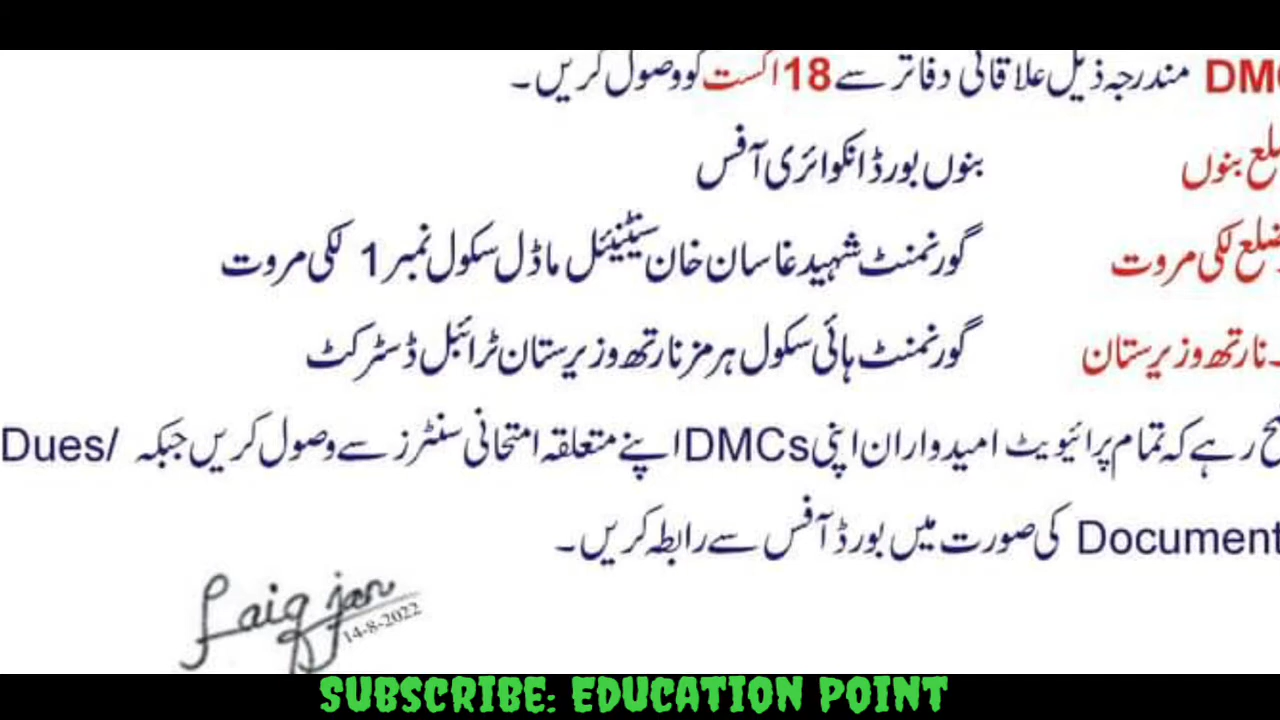 DMC مندرجہ ذیل علاقائی دفاتر سے 18 اگست کو وصول کریں۔
ضلع بنوں بنوں بورڈ انکوائری آفس
ضلع لکی مروت گورنمنٹ شہید غاسان خان سینٹینئل ماڈل سکول نمبر 1 لکی مروت
۔نارتھ وزیرستان گورنمنٹ ہائی سکول ہرمز نارتھ وزیرستان ٹرائبل ڈسٹرکٹ
رہے کہ تمام پرائیویٹ امیدواران اپنی DMCs اپنے متعلقہ امتحانی سنٹرز سے وصول کریں جبکہ Dues/
Document کی صورت میں بورڈ آفس سے رابطہ کریں۔
Laiq jan
14-8-2022
SUBSCRIBE: EDUCATION POINT